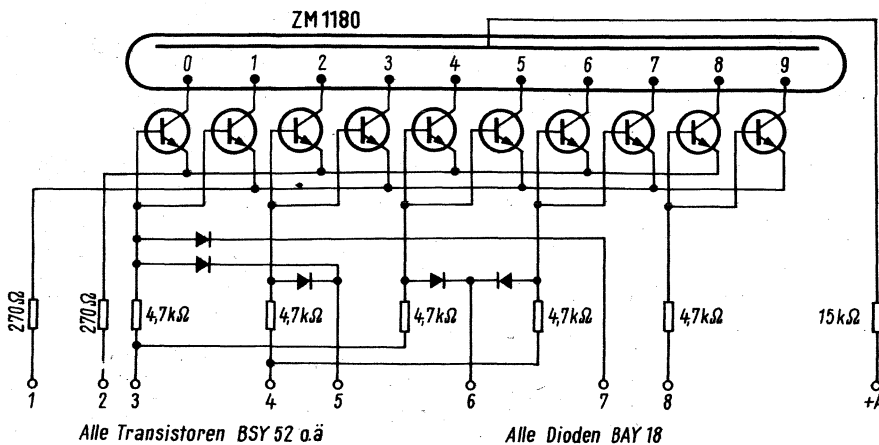 ZM 1180
0 1 2 3 4 5 6 7 8 9
270Ω 270Ω 4,7kΩ 4,7kΩ 4,7kΩ 4,7kΩ 4,7kΩ 15kΩ
1 2 3 4 5 6 7 8 +A
Alle Transistoren BSY 52 o.ä Alle Dioden BAY 18